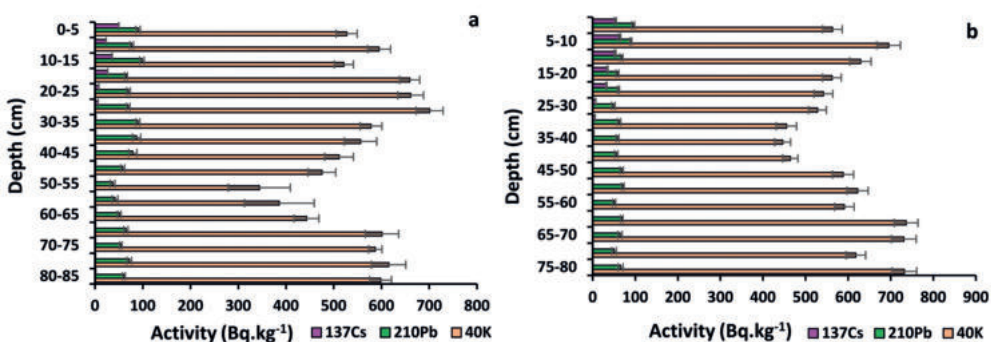 a
Depth (cm)
0-5
10-15
20-25
30-35
40-45
50-55
60-65
70-75
80-85
0 100 200 300 400 500 600 700 800
Activity (Bq.kg⁻¹) 137Cs 210Pb 40K
b
Depth (cm)
5-10
15-20
25-30
35-40
45-50
55-60
65-70
75-80
0 100 200 300 400 500 600 700 800 900
Activity (Bq.kg⁻¹) 137Cs 210Pb 40K